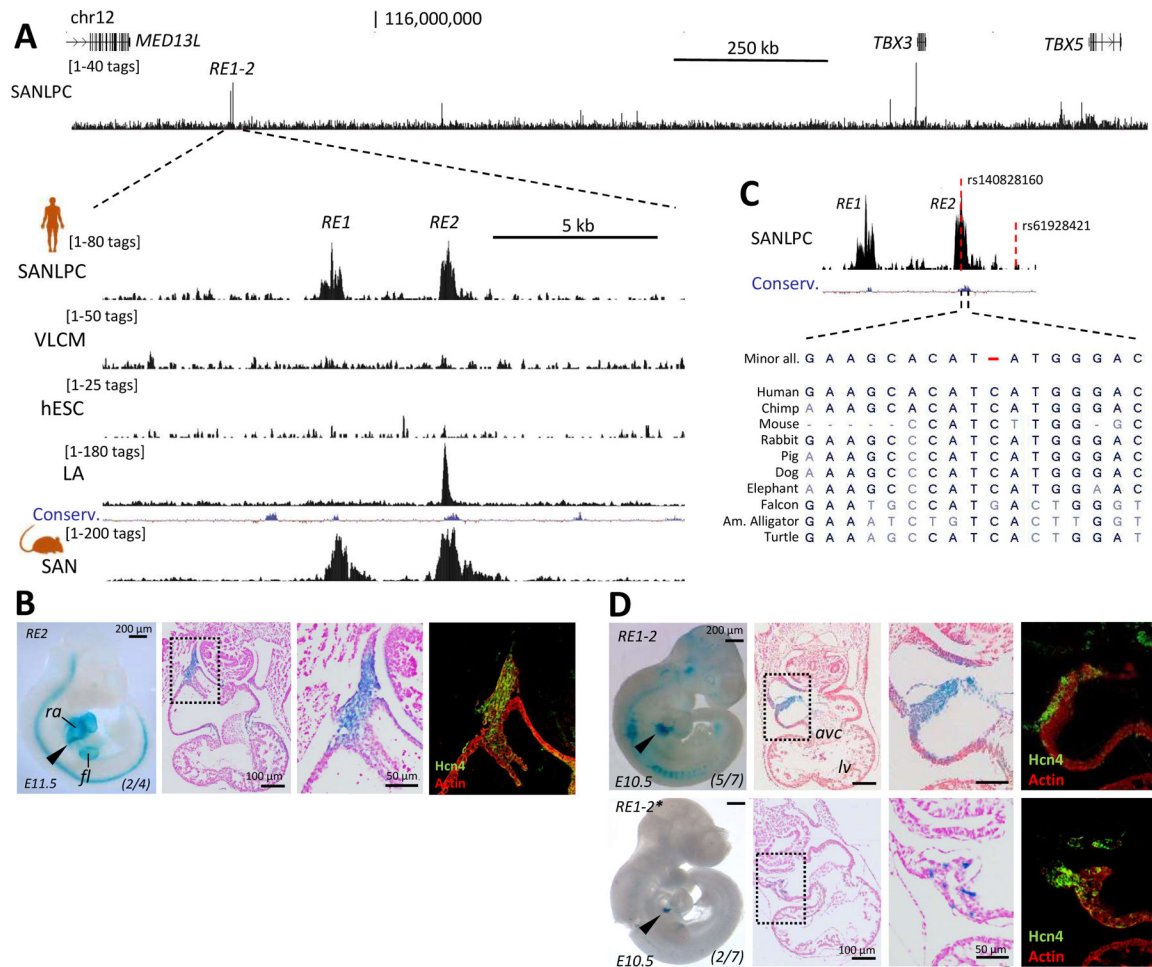 A
chr12
| 116,000,000
MED13L
250 kb
TBX3
TBX5
[1-40 tags]
RE1-2
SANLPC
[1-80 tags]
RE1
RE2
5 kb
SANLPC
[1-50 tags]
VLCM
[1-25 tags]
hESC
[1-180 tags]
LA
Conserv.
[1-200 tags]
SAN
C
rs140828160
RE1
RE2
rs61928421
SANLPC
Conserv.
Minor all. G A A G C A C A T - A T G G G A C
Human G A A G C A C A T C A T G G G A C
Chimp A A A G C A C A T C A T G G G A C
Mouse - - - - - C C A T C T T G G - G C
Rabbit G A A G C C C A T C A T G G G A C
Pig A A A G C C C A T C A T G G G A C
Dog A A A G C C C A T C A T G G G A C
Elephant A A A G C C C A T C A T G G A A C
Falcon G A A T G C C A T G A C T G G G T
Am. Alligator G A A A T C T G T C A C T T G G T
Turtle G A A A G C C A T C A C T G G A T
B
RE2
200 µm
ra
fl
E11.5
(2/4)
100 µm
50 µm
Hcn4
Actin
D
RE1-2
200 µm
E10.5
(5/7)
avc
lv
Hcn4
Actin
RE1-2*
E10.5
(2/7)
100 µm
50 µm
Hcn4
Actin